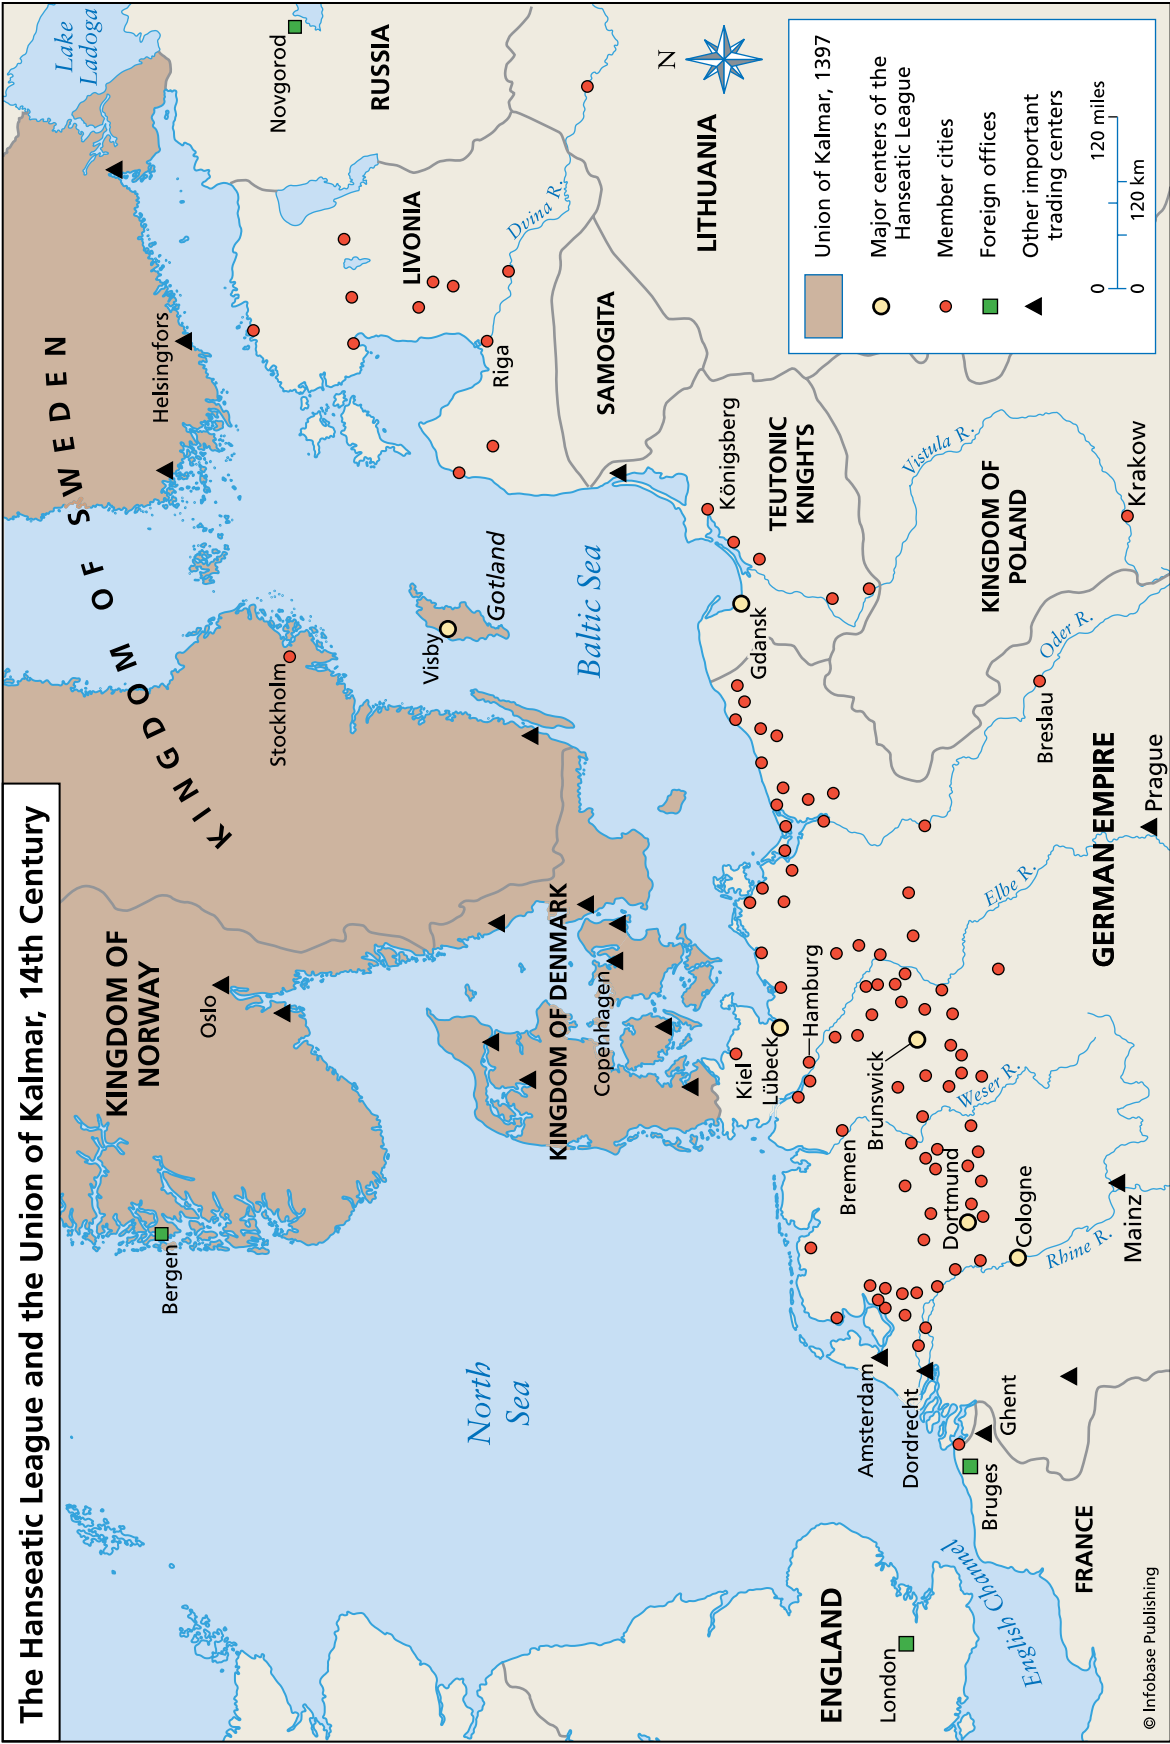 The Hanseatic League and the Union of Kalmar, 14th Century
Lake
Ladoga
Novgorod
RUSSIA
N
KINGDOM OF SWEDEN
Helsingfors
LIVONIA
Dvina R.
LITHUANIA
Riga
SAMOGITA
Stockholm
Visby
Gotland
Baltic Sea
Königsberg
TEUTONIC
KNIGHTS
Gdansk
Vistula R.
KINGDOM OF
POLAND
Krakow
Oder R.
Breslau
KINGDOM OF
NORWAY
Oslo
Bergen
KINGDOM OF DENMARK
Copenhagen
Kiel
Lübeck
Hamburg
Elbe R.
GERMAN EMPIRE
Prague
Bremen
Brunswick
Weser R.
Dortmund
Cologne
Rhine R.
Mainz
North
Sea
Amsterdam
Dordrecht
Ghent
Bruges
FRANCE
English Channel
ENGLAND
London
Union of Kalmar, 1397
Major centers of the
Hanseatic League
Member cities
Foreign offices
Other important
trading centers
0 120 miles
0 120 km
© Infobase Publishing